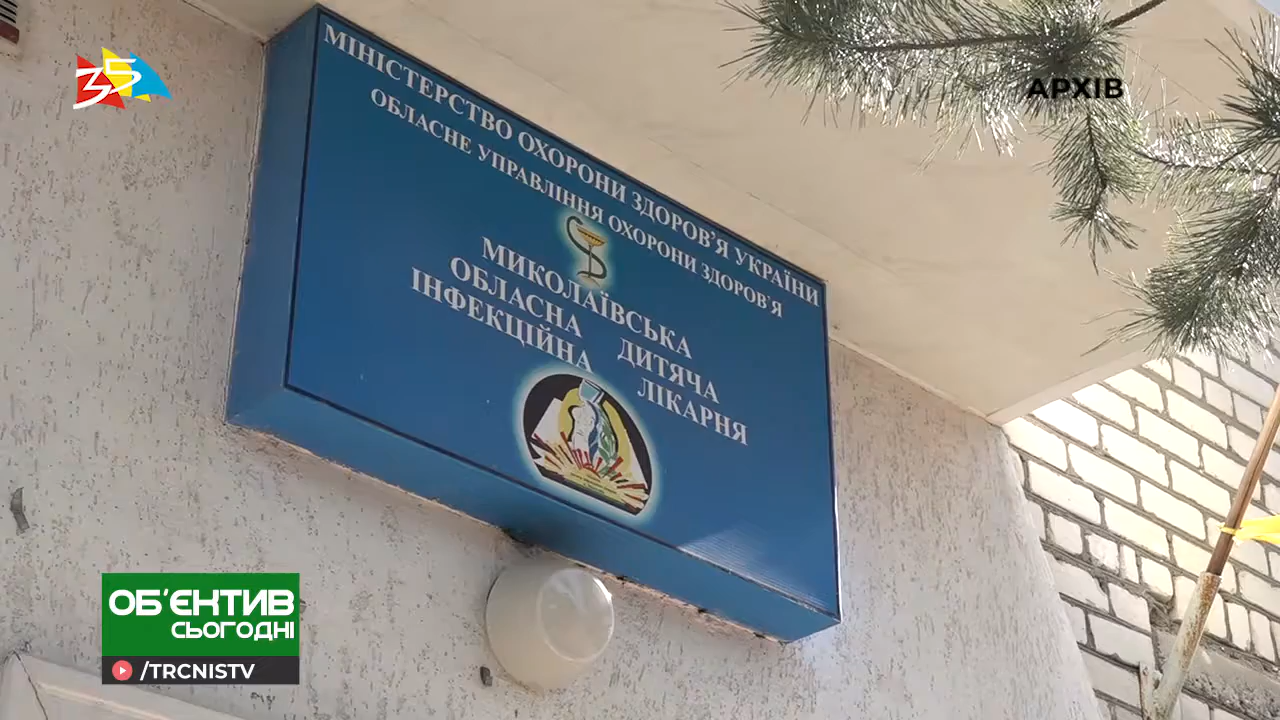 35
АРХІВ
МІНІСТЕРСТВО ОХОРОНИ ЗДОРОВ'Я УКРАЇНИ
ОБЛАСНЕ УПРАВЛІННЯ ОХОРОНИ ЗДОРОВ'Я
МИКОЛАЇВСЬКА
ОБЛАСНА ДИТЯЧА
ІНФЕКЦІЙНА ЛІКАРНЯ
ОБ'ЄКТИВ
СЬОГОДНІ
/TRCNISTV